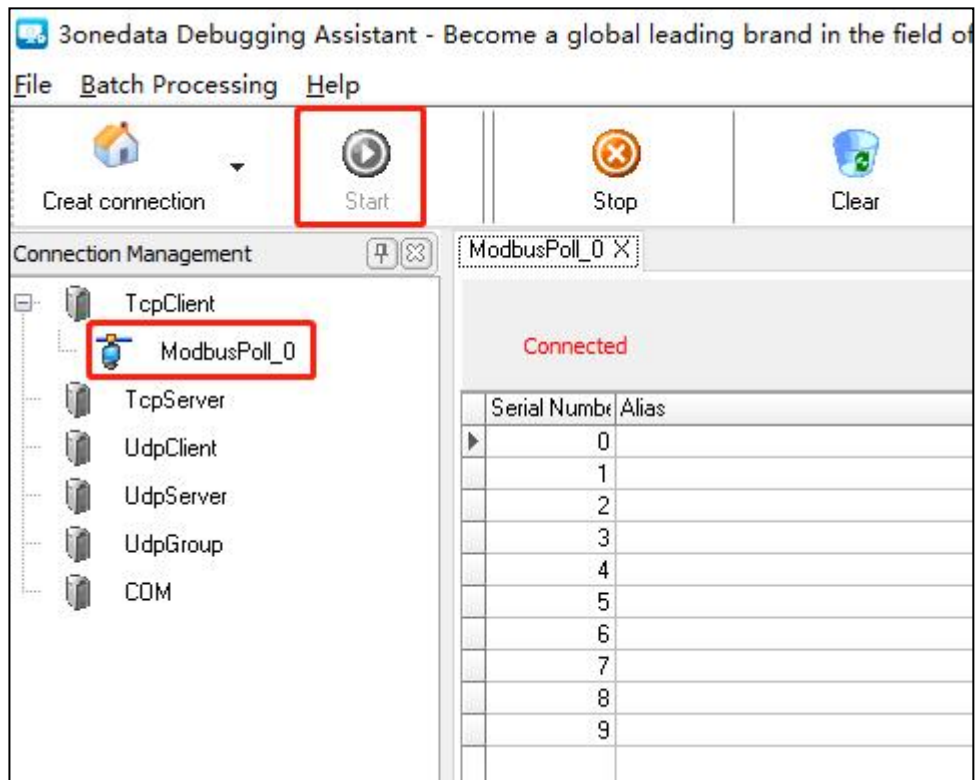 3onedata Debugging Assistant - Become a global leading brand in the field of
File Batch Processing Help
Creat connection Start Stop Clear
Connection Management
ModbusPoll_0 X
TcpClient
ModbusPoll_0
TcpServer
UdpClient
UdpServer
UdpGroup
COM
Connected
Serial Numbe Alias
0
1
2
3
4
5
6
7
8
9